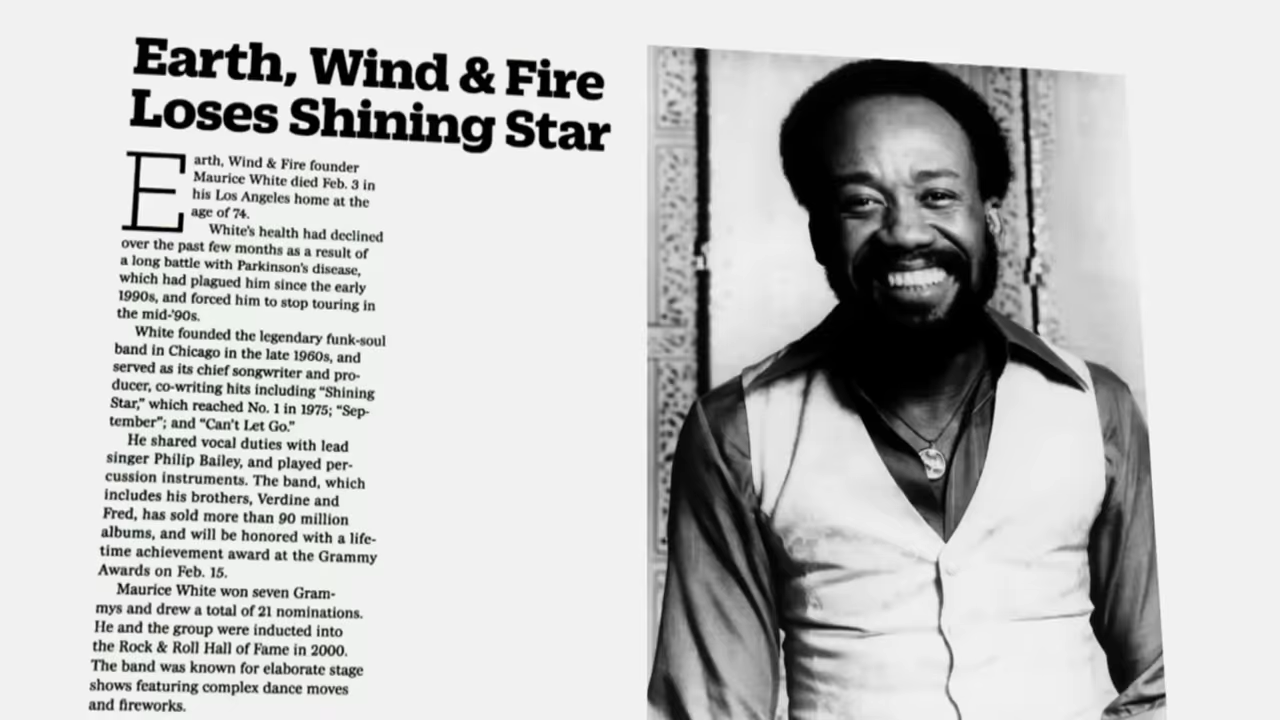 Earth, Wind & Fire
Loses Shining Star
Earth, Wind & Fire founder
Maurice White died Feb. 3 in
his Los Angeles home at the
age of 74.
White's health had declined
over the past few months as a result of
a long battle with Parkinson's disease,
which had plagued him since the early
1990s, and forced him to stop touring in
the mid-'90s.
White founded the legendary funk-soul
band in Chicago in the late 1960s, and
served as its chief songwriter and pro-
ducer, co-writing hits including “Shining
Star,” which reached No. 1 in 1975; “Sep-
tember”; and “Can't Let Go.”
He shared vocal duties with lead
singer Philip Bailey, and played per-
cussion instruments. The band, which
includes his brothers, Verdine and
Fred, has sold more than 90 million
albums, and will be honored with a life-
time achievement award at the Grammy
Awards on Feb. 15.
Maurice White won seven Gram-
mys and drew a total of 21 nominations.
He and the group were inducted into
the Rock & Roll Hall of Fame in 2000.
The band was known for elaborate stage
shows featuring complex dance moves
and fireworks.